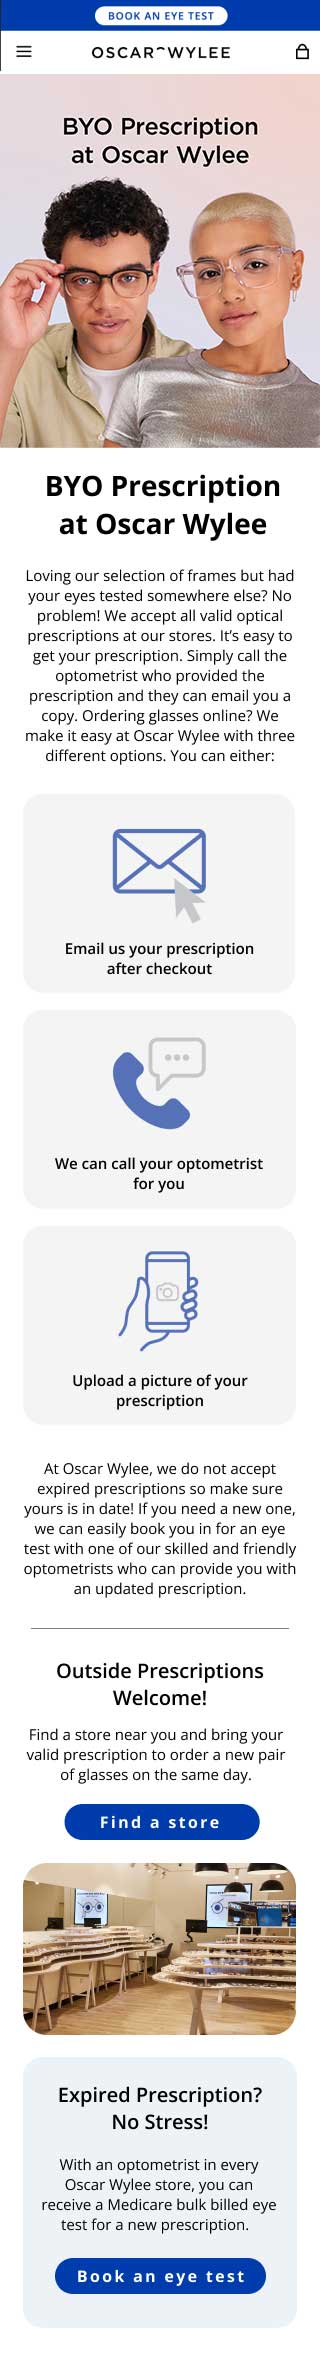 BOOK AN EYE TEST
OSCAR WYLEE
BYO Prescription
at Oscar Wylee
BYO Prescription
at Oscar Wylee
Loving our selection of frames but had
your eyes tested somewhere else? No
problem! We accept all valid optical
prescriptions at our stores. It’s easy to
get your prescription. Simply call the
optometrist who provided the
prescription and they can email you a
copy. Ordering glasses online? We
make it easy at Oscar Wylee with three
different options. You can either:
Email us your prescription
after checkout
We can call your optometrist
for you
Upload a picture of your
prescription
At Oscar Wylee, we do not accept
expired prescriptions so make sure
yours is in date! If you need a new one,
we can easily book you in for an eye
test with one of our skilled and friendly
optometrists who can provide you with
an updated prescription.
Outside Prescriptions
Welcome!
Find a store near you and bring your
valid prescription to order a new pair
of glasses on the same day.
Find a store
Expired Prescription?
No Stress!
With an optometrist in every
Oscar Wylee store, you can
receive a Medicare bulk billed eye
test for a new prescription.
Book an eye test